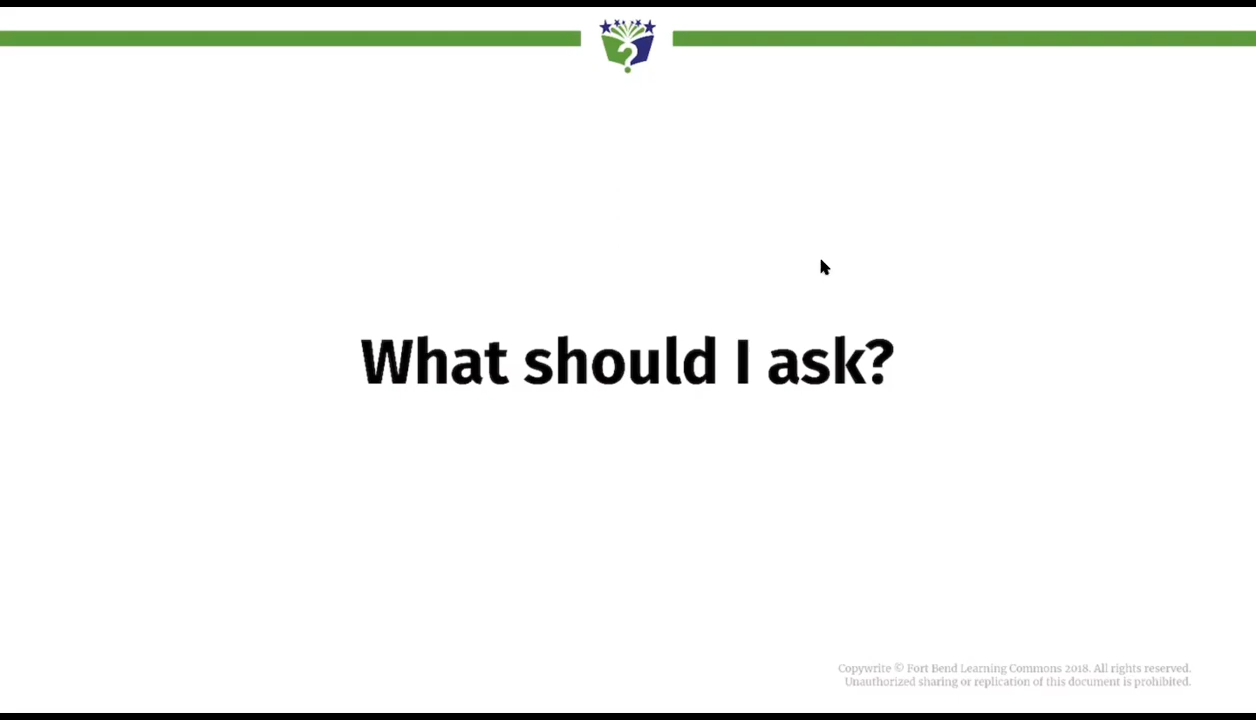 What should I ask?
Copywrite © Fort Bend Learning Commons 2018. All rights reserved.
Unauthorized sharing or replication of this document is prohibited.